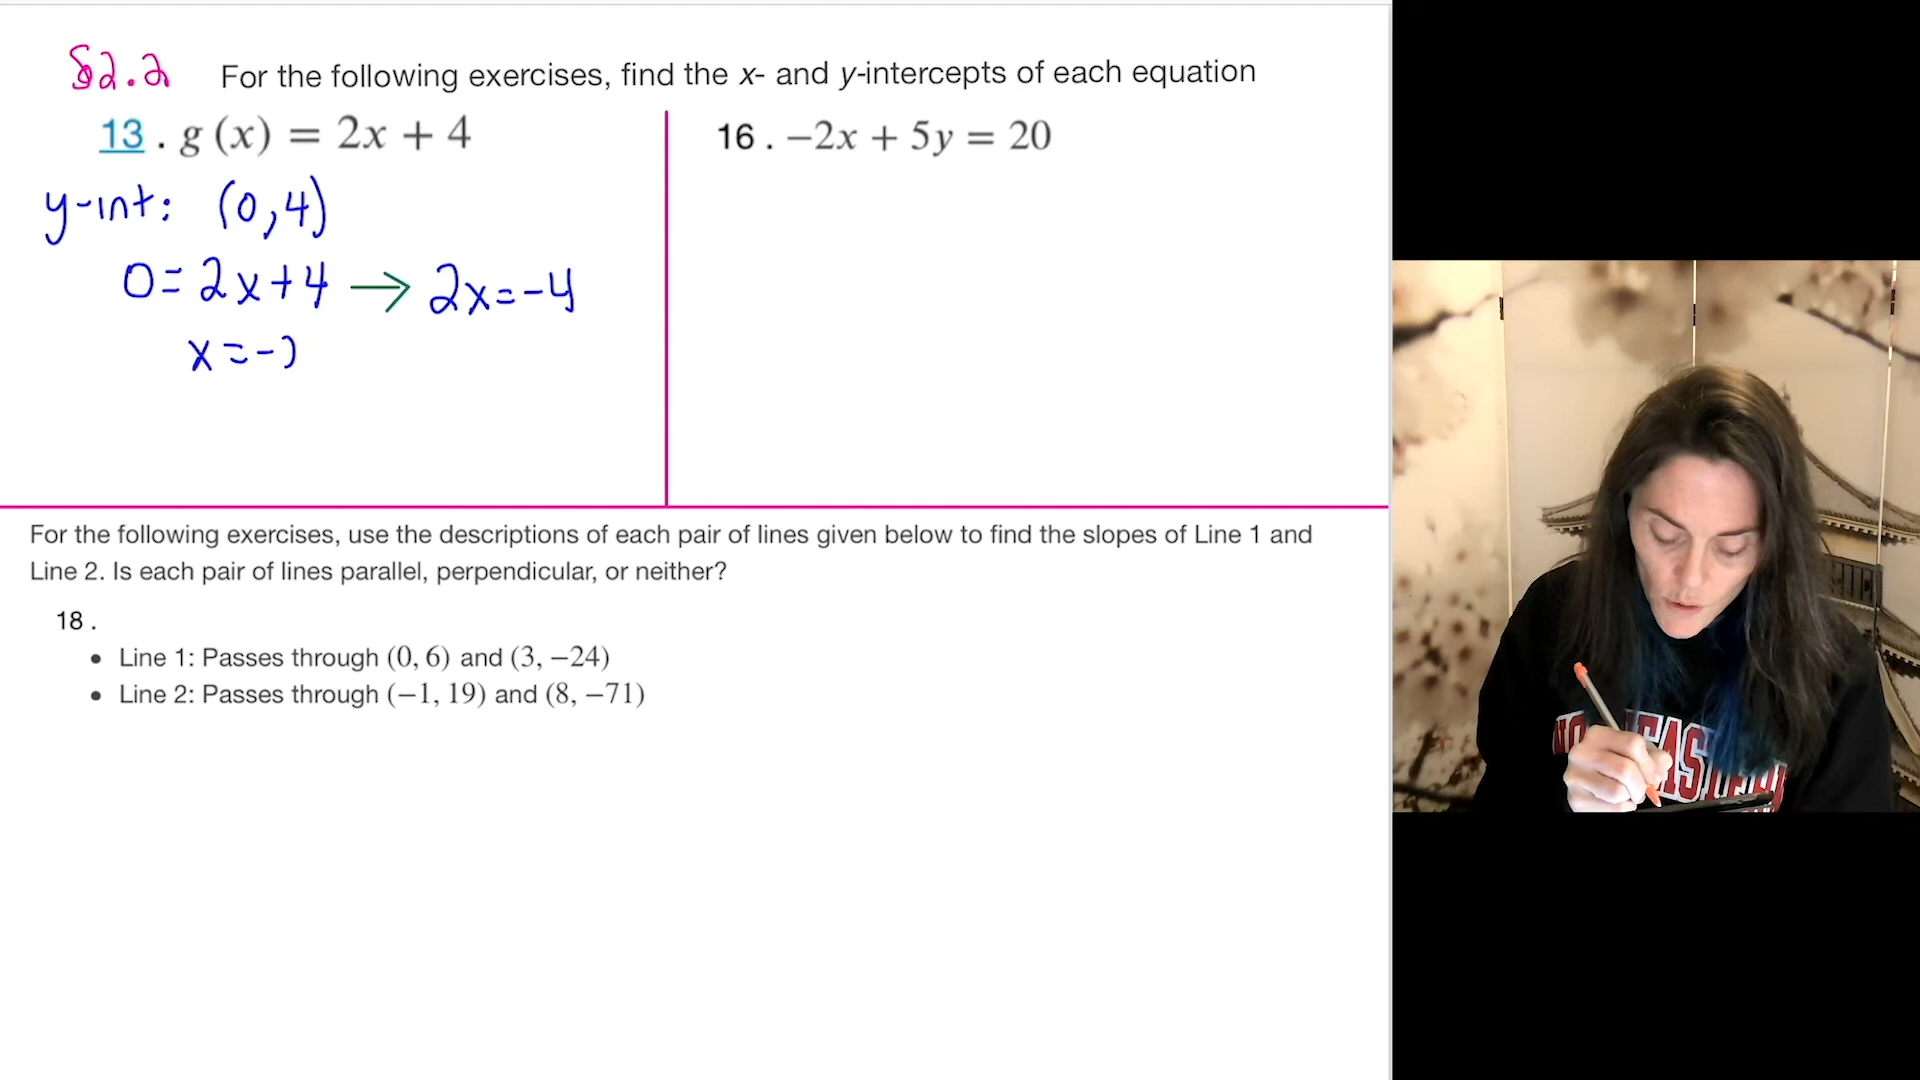 §2.2 For the following exercises, find the x- and y-intercepts of each equation
13 . g (x) = 2x + 4
y-int: (0,4)
0 = 2x+4 → 2x=-4
x = -
16 . −2x + 5y = 20
For the following exercises, use the descriptions of each pair of lines given below to find the slopes of Line 1 and
Line 2. Is each pair of lines parallel, perpendicular, or neither?
18 .
• Line 1: Passes through (0, 6) and (3, −24)
• Line 2: Passes through (−1, 19) and (8, −71)